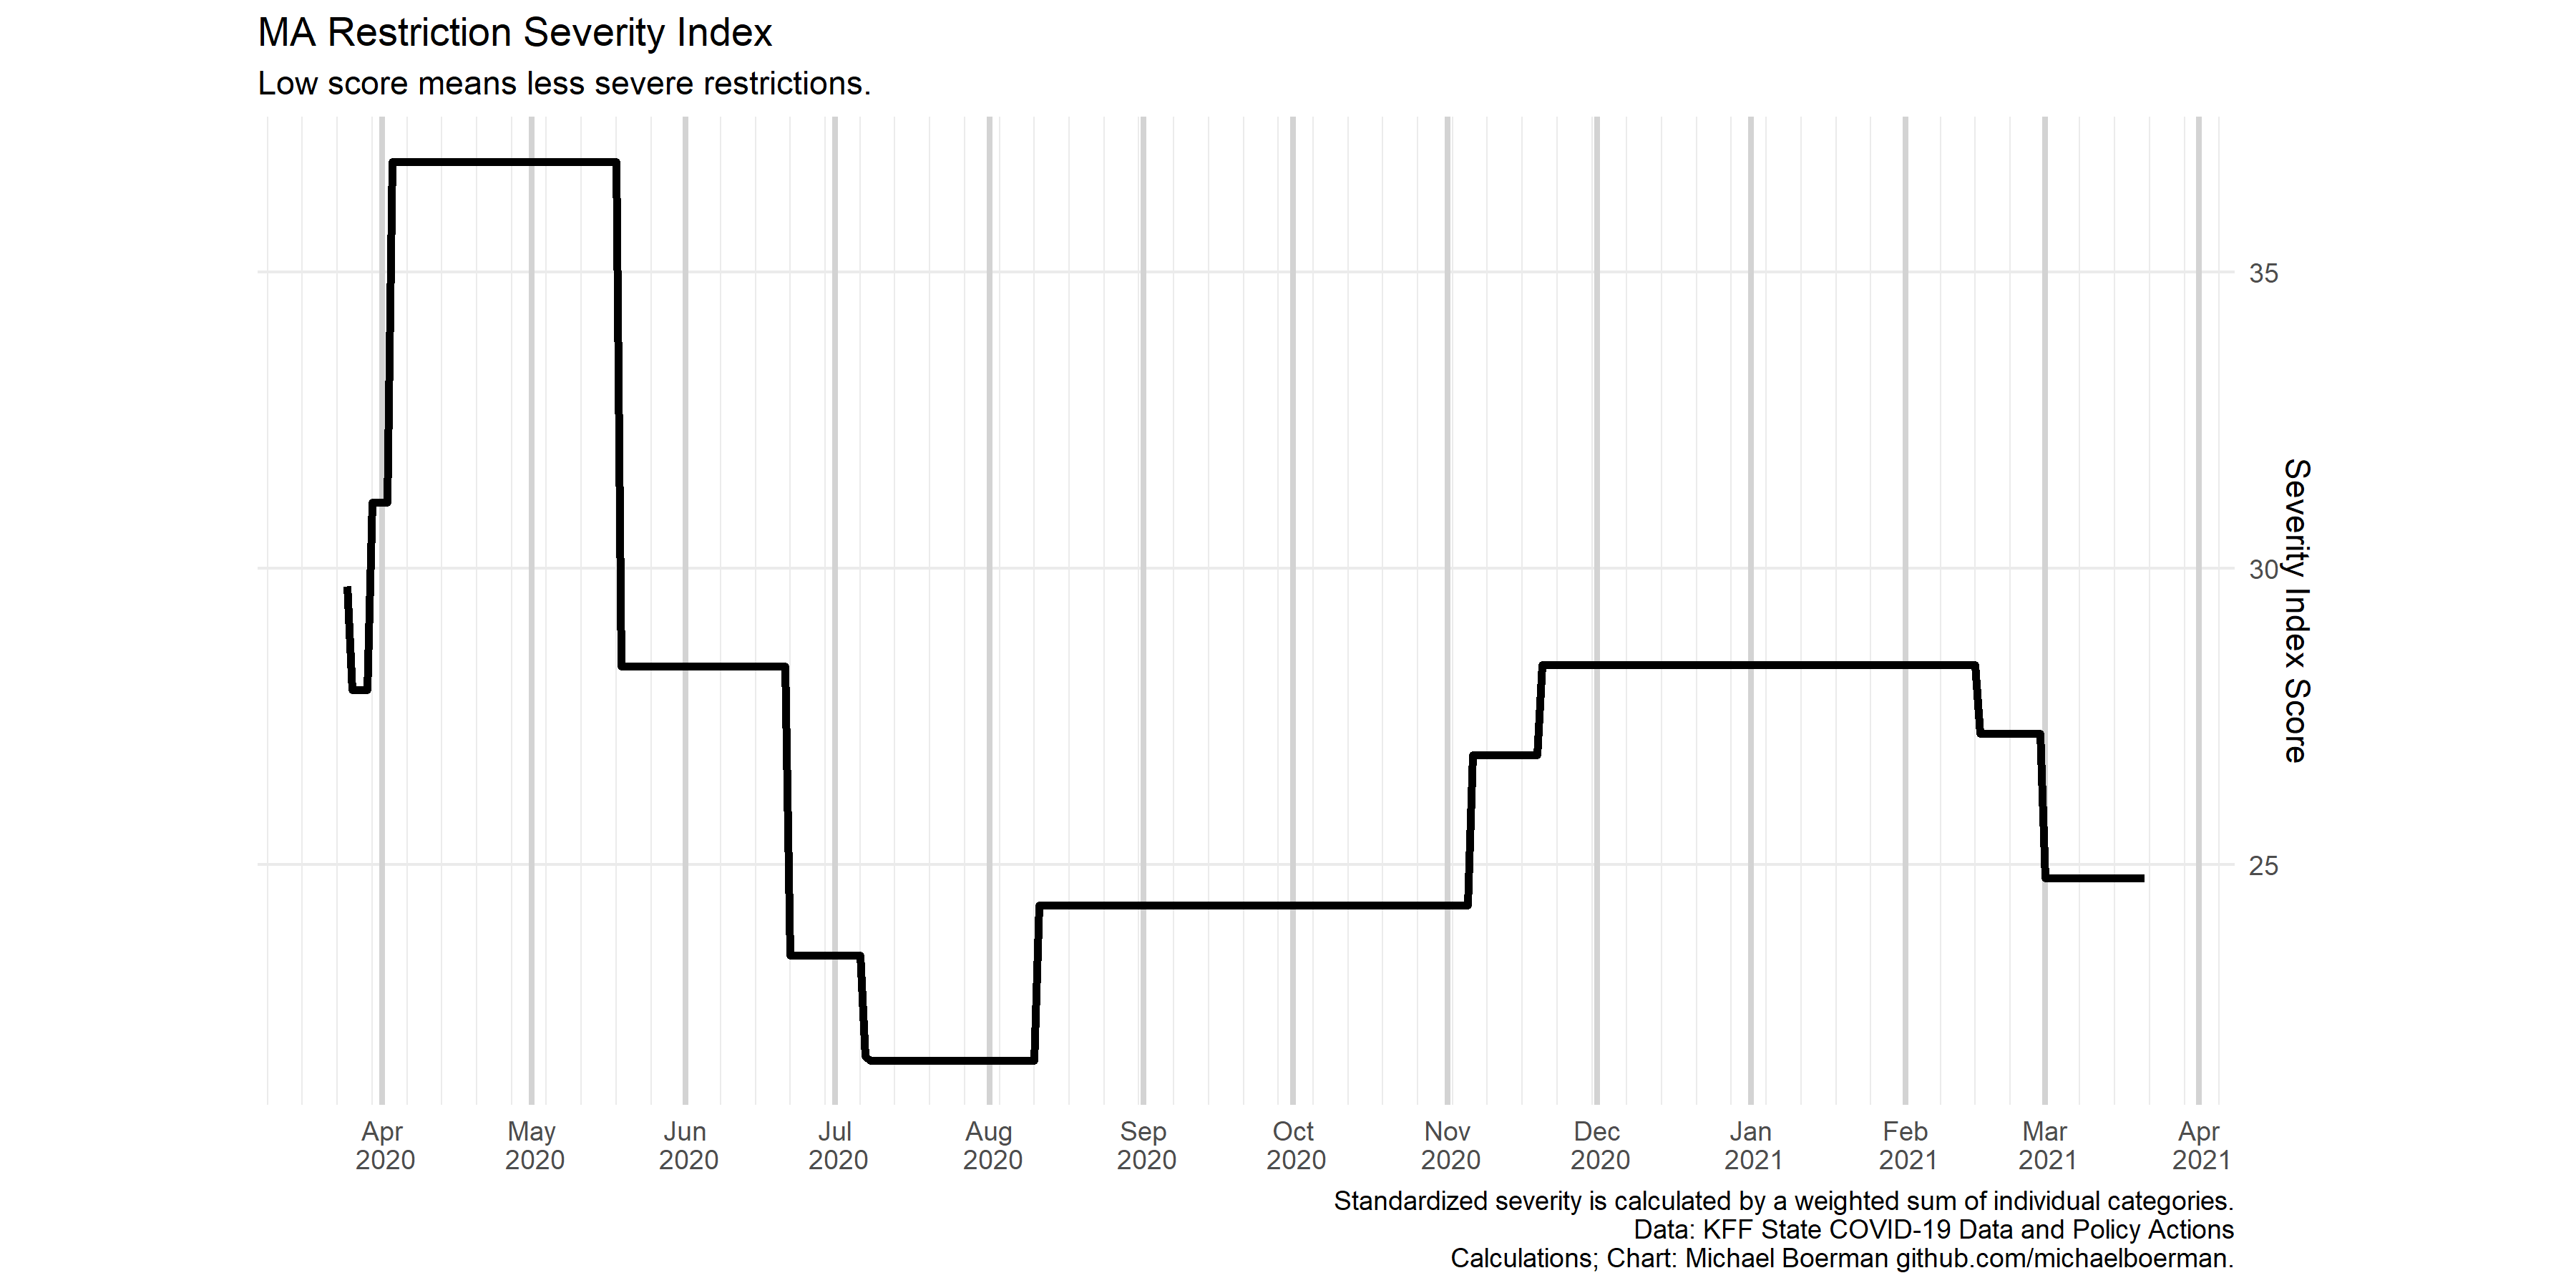 MA Restriction Severity Index
Low score means less severe restrictions.
35
30
25
Severity Index Score
Apr May Jun Jul Aug Sep Oct Nov Dec Jan Feb Mar Apr
2020 2020 2020 2020 2020 2020 2020 2020 2020 2021 2021 2021 2021
Standardized severity is calculated by a weighted sum of individual categories.
Data: KFF State COVID-19 Data and Policy Actions
Calculations; Chart: Michael Boerman github.com/michaelboerman.